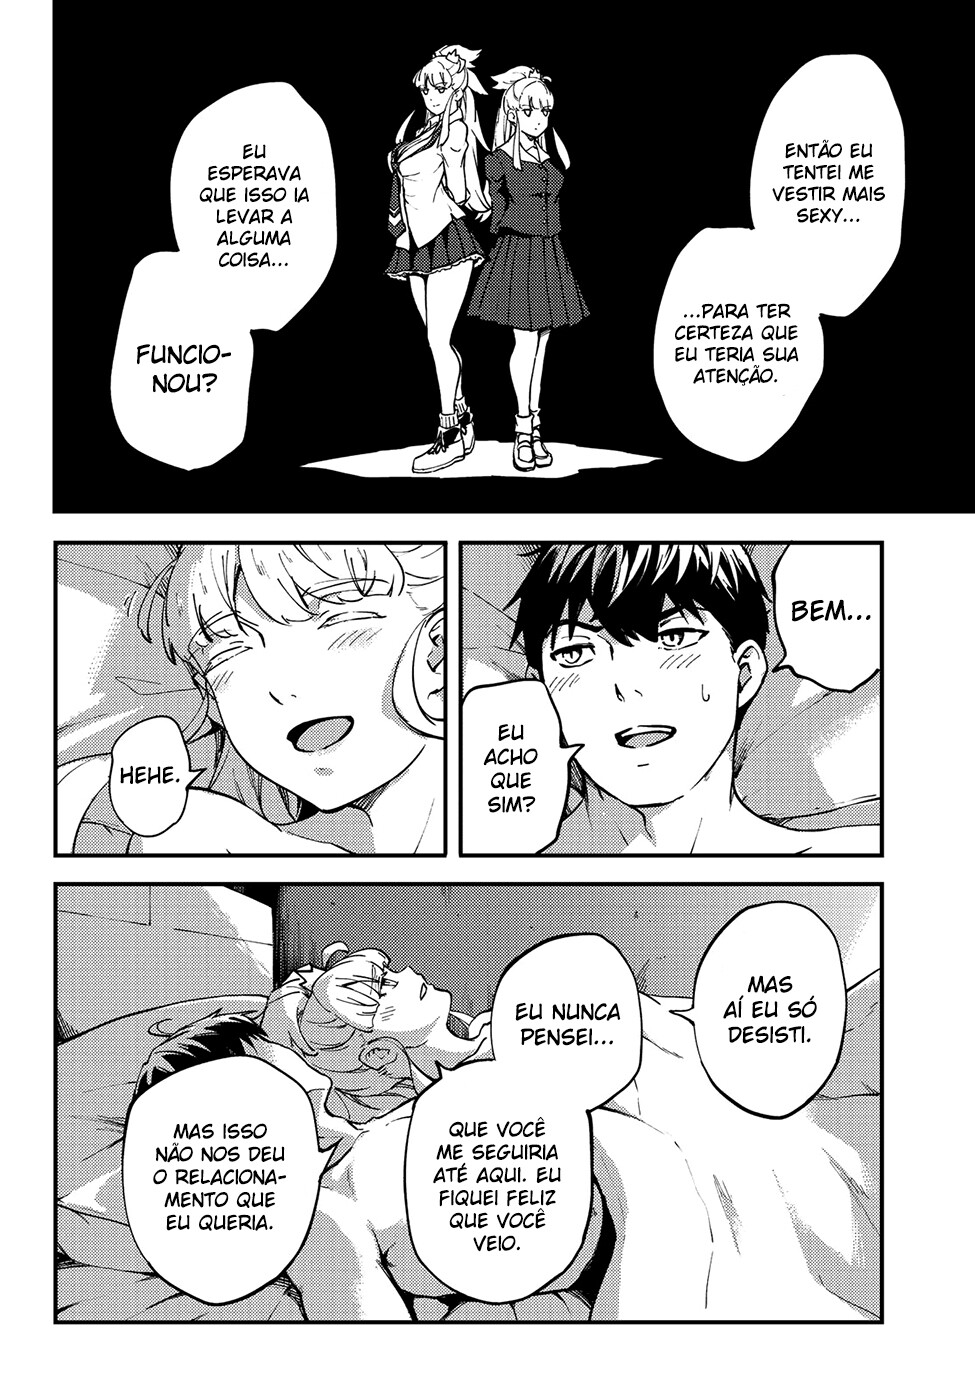 ENTÃO EU
TENTEI ME
VESTIR MAIS
SEXY...
...PARA TER
CERTEZA QUE
EU TERIA SUA
ATENÇÃO.
EU
ESPERAVA
QUE ISSO IA
LEVAR A
ALGUMA
COISA...
FUNCIO-
NOU?
BEM...
EU
ACHO
QUE
SIM?
HEHE.
MAS
AÍ EU SÓ
DESISTI.
EU NUNCA
PENSEI...
QUE VOCÊ
ME SEGUIRIA
ATÉ AQUI. EU
FIQUEI FELIZ
QUE VOCÊ
VEIO.
MAS ISSO
NÃO NOS DEU
O RELACIONA-
MENTO QUE
EU QUERIA.